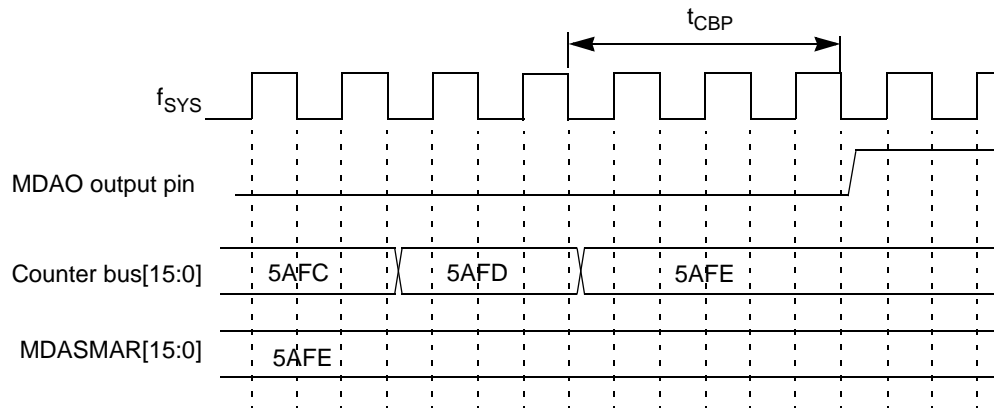 tCBP
fSYS
MDAO output pin
Counter bus[15:0] 5AFC 5AFD 5AFE
MDASMAR[15:0] 5AFE